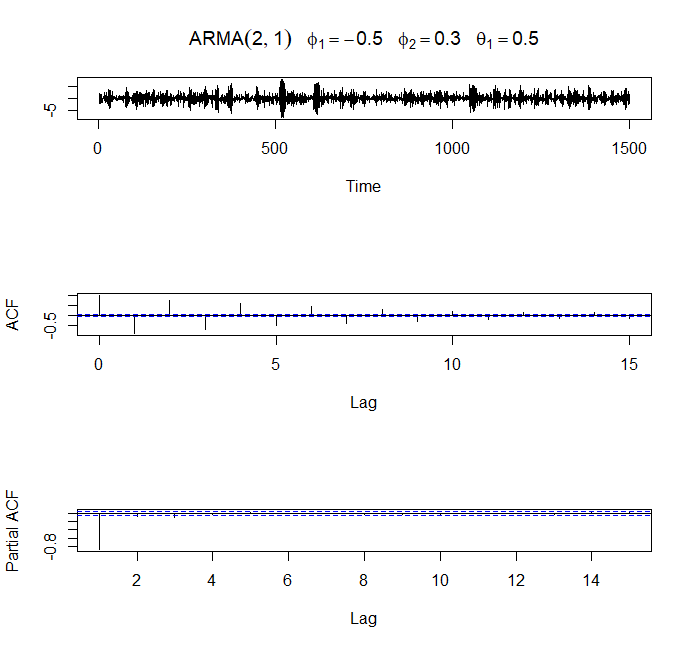 ARMA(2, 1) ϕ1 = −0.5 ϕ2 = 0.3 θ1 = 0.5
-5
0 500 1000 1500
Time
ACF
-0.5
0 5 10 15
Lag
Partial ACF
-0.8
2 4 6 8 10 12 14
Lag